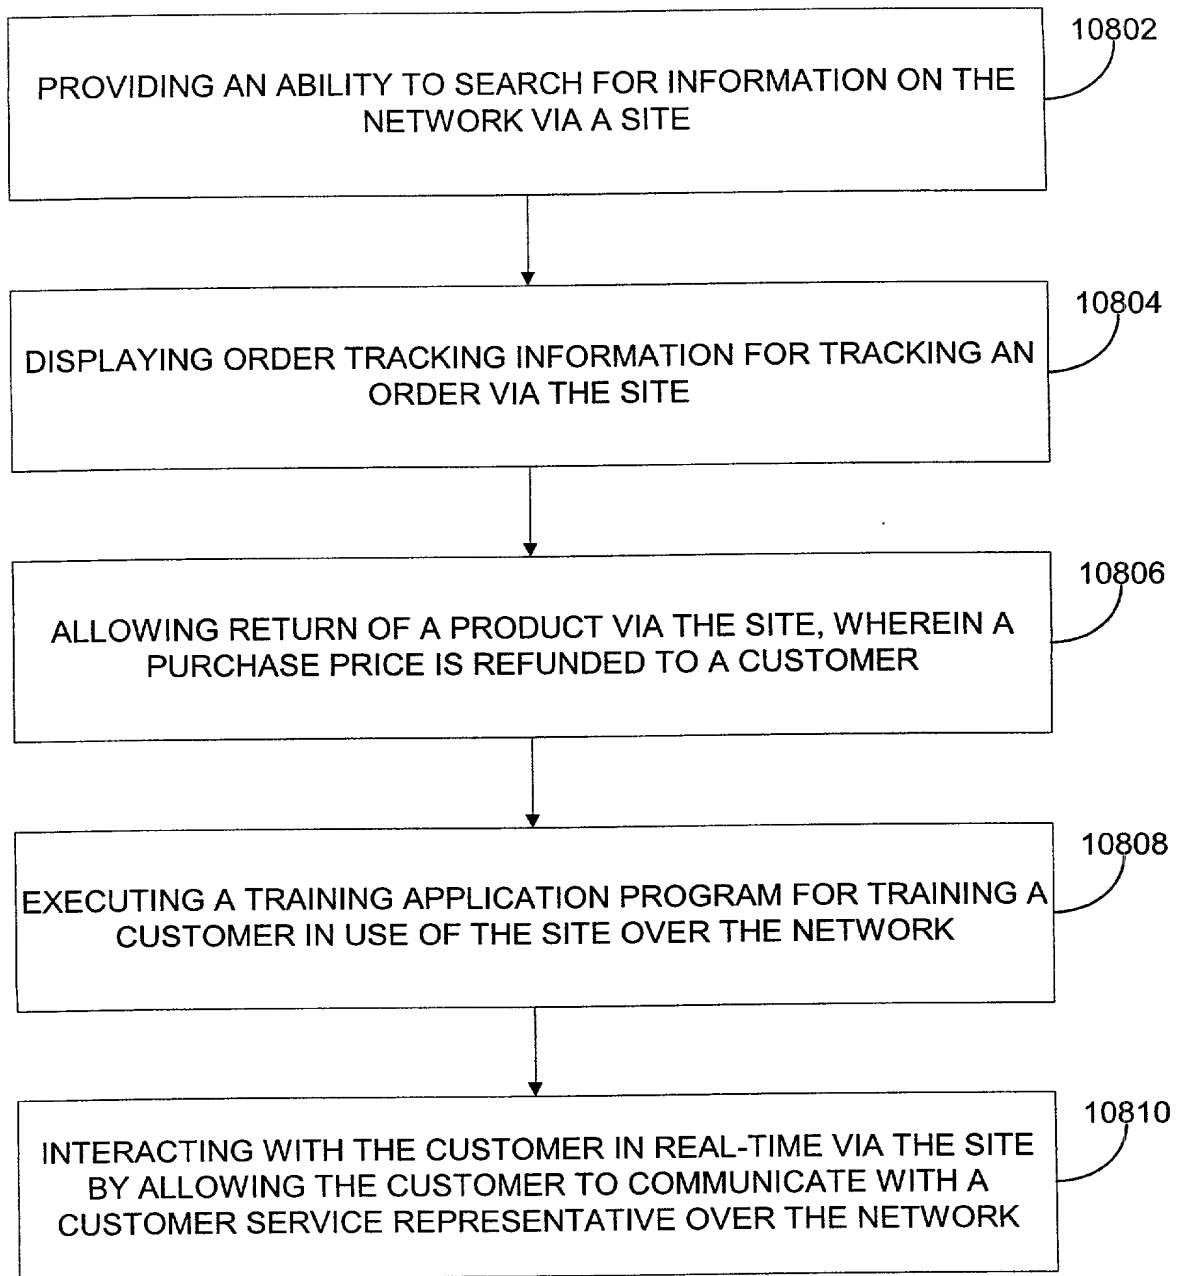 10802
PROVIDING AN ABILITY TO SEARCH FOR INFORMATION ON THE
NETWORK VIA A SITE
10804
DISPLAYING ORDER TRACKING INFORMATION FOR TRACKING AN
ORDER VIA THE SITE
10806
ALLOWING RETURN OF A PRODUCT VIA THE SITE, WHEREIN A
PURCHASE PRICE IS REFUNDED TO A CUSTOMER
10808
EXECUTING A TRAINING APPLICATION PROGRAM FOR TRAINING A
CUSTOMER IN USE OF THE SITE OVER THE NETWORK
10810
INTERACTING WITH THE CUSTOMER IN REAL-TIME VIA THE SITE
BY ALLOWING THE CUSTOMER TO COMMUNICATE WITH A
CUSTOMER SERVICE REPRESENTATIVE OVER THE NETWORK